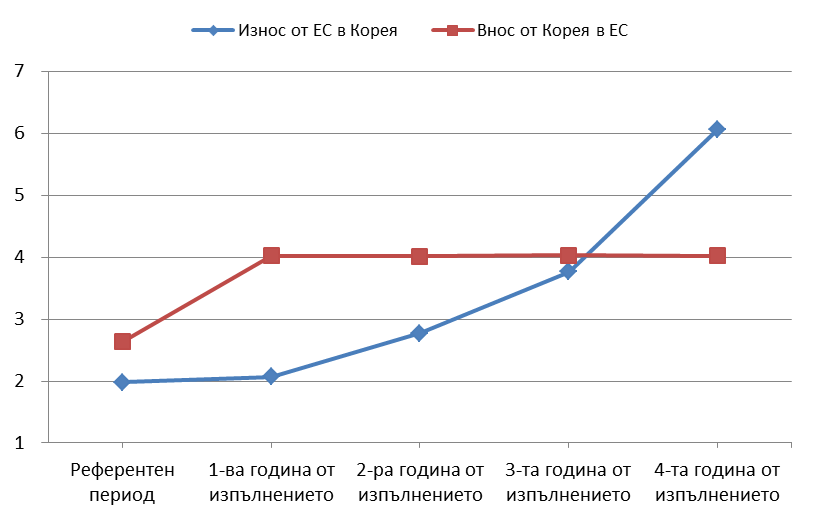 Износ от ЕС в Корея
Внос от Корея в ЕС
7
6
5
4
3
2
1
Референтен период
1-ва година от изпълнението
2-ра година от изпълнението
3-та година от изпълнението
4-та година от изпълнението